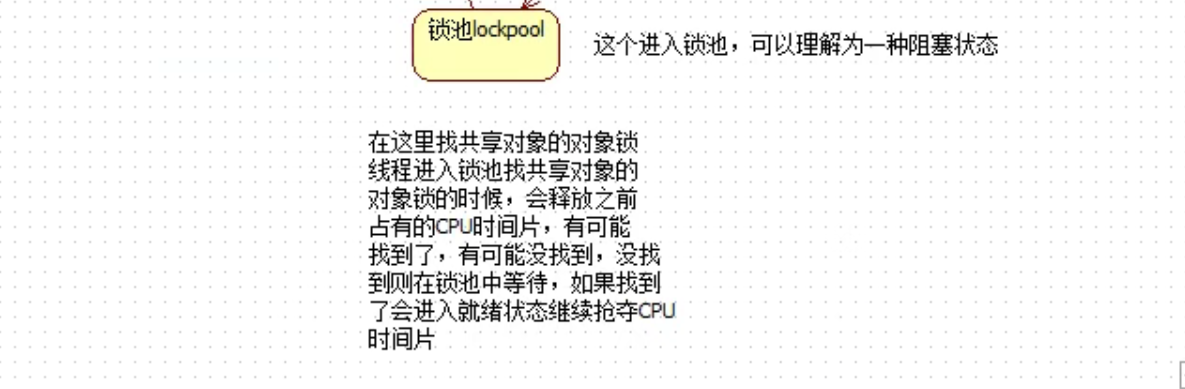 锁池lockpool
这个进入锁池，可以理解为一种阻塞状态
在这里找共享对象的对象锁
线程进入锁池找共享对象的
对象锁的时候，会释放之前
占有的CPU时间片，有可能
找到了，有可能没找到，没找
到则在锁池中等待，如果找到
了会进入就绪状态继续抢夺CPU
时间片